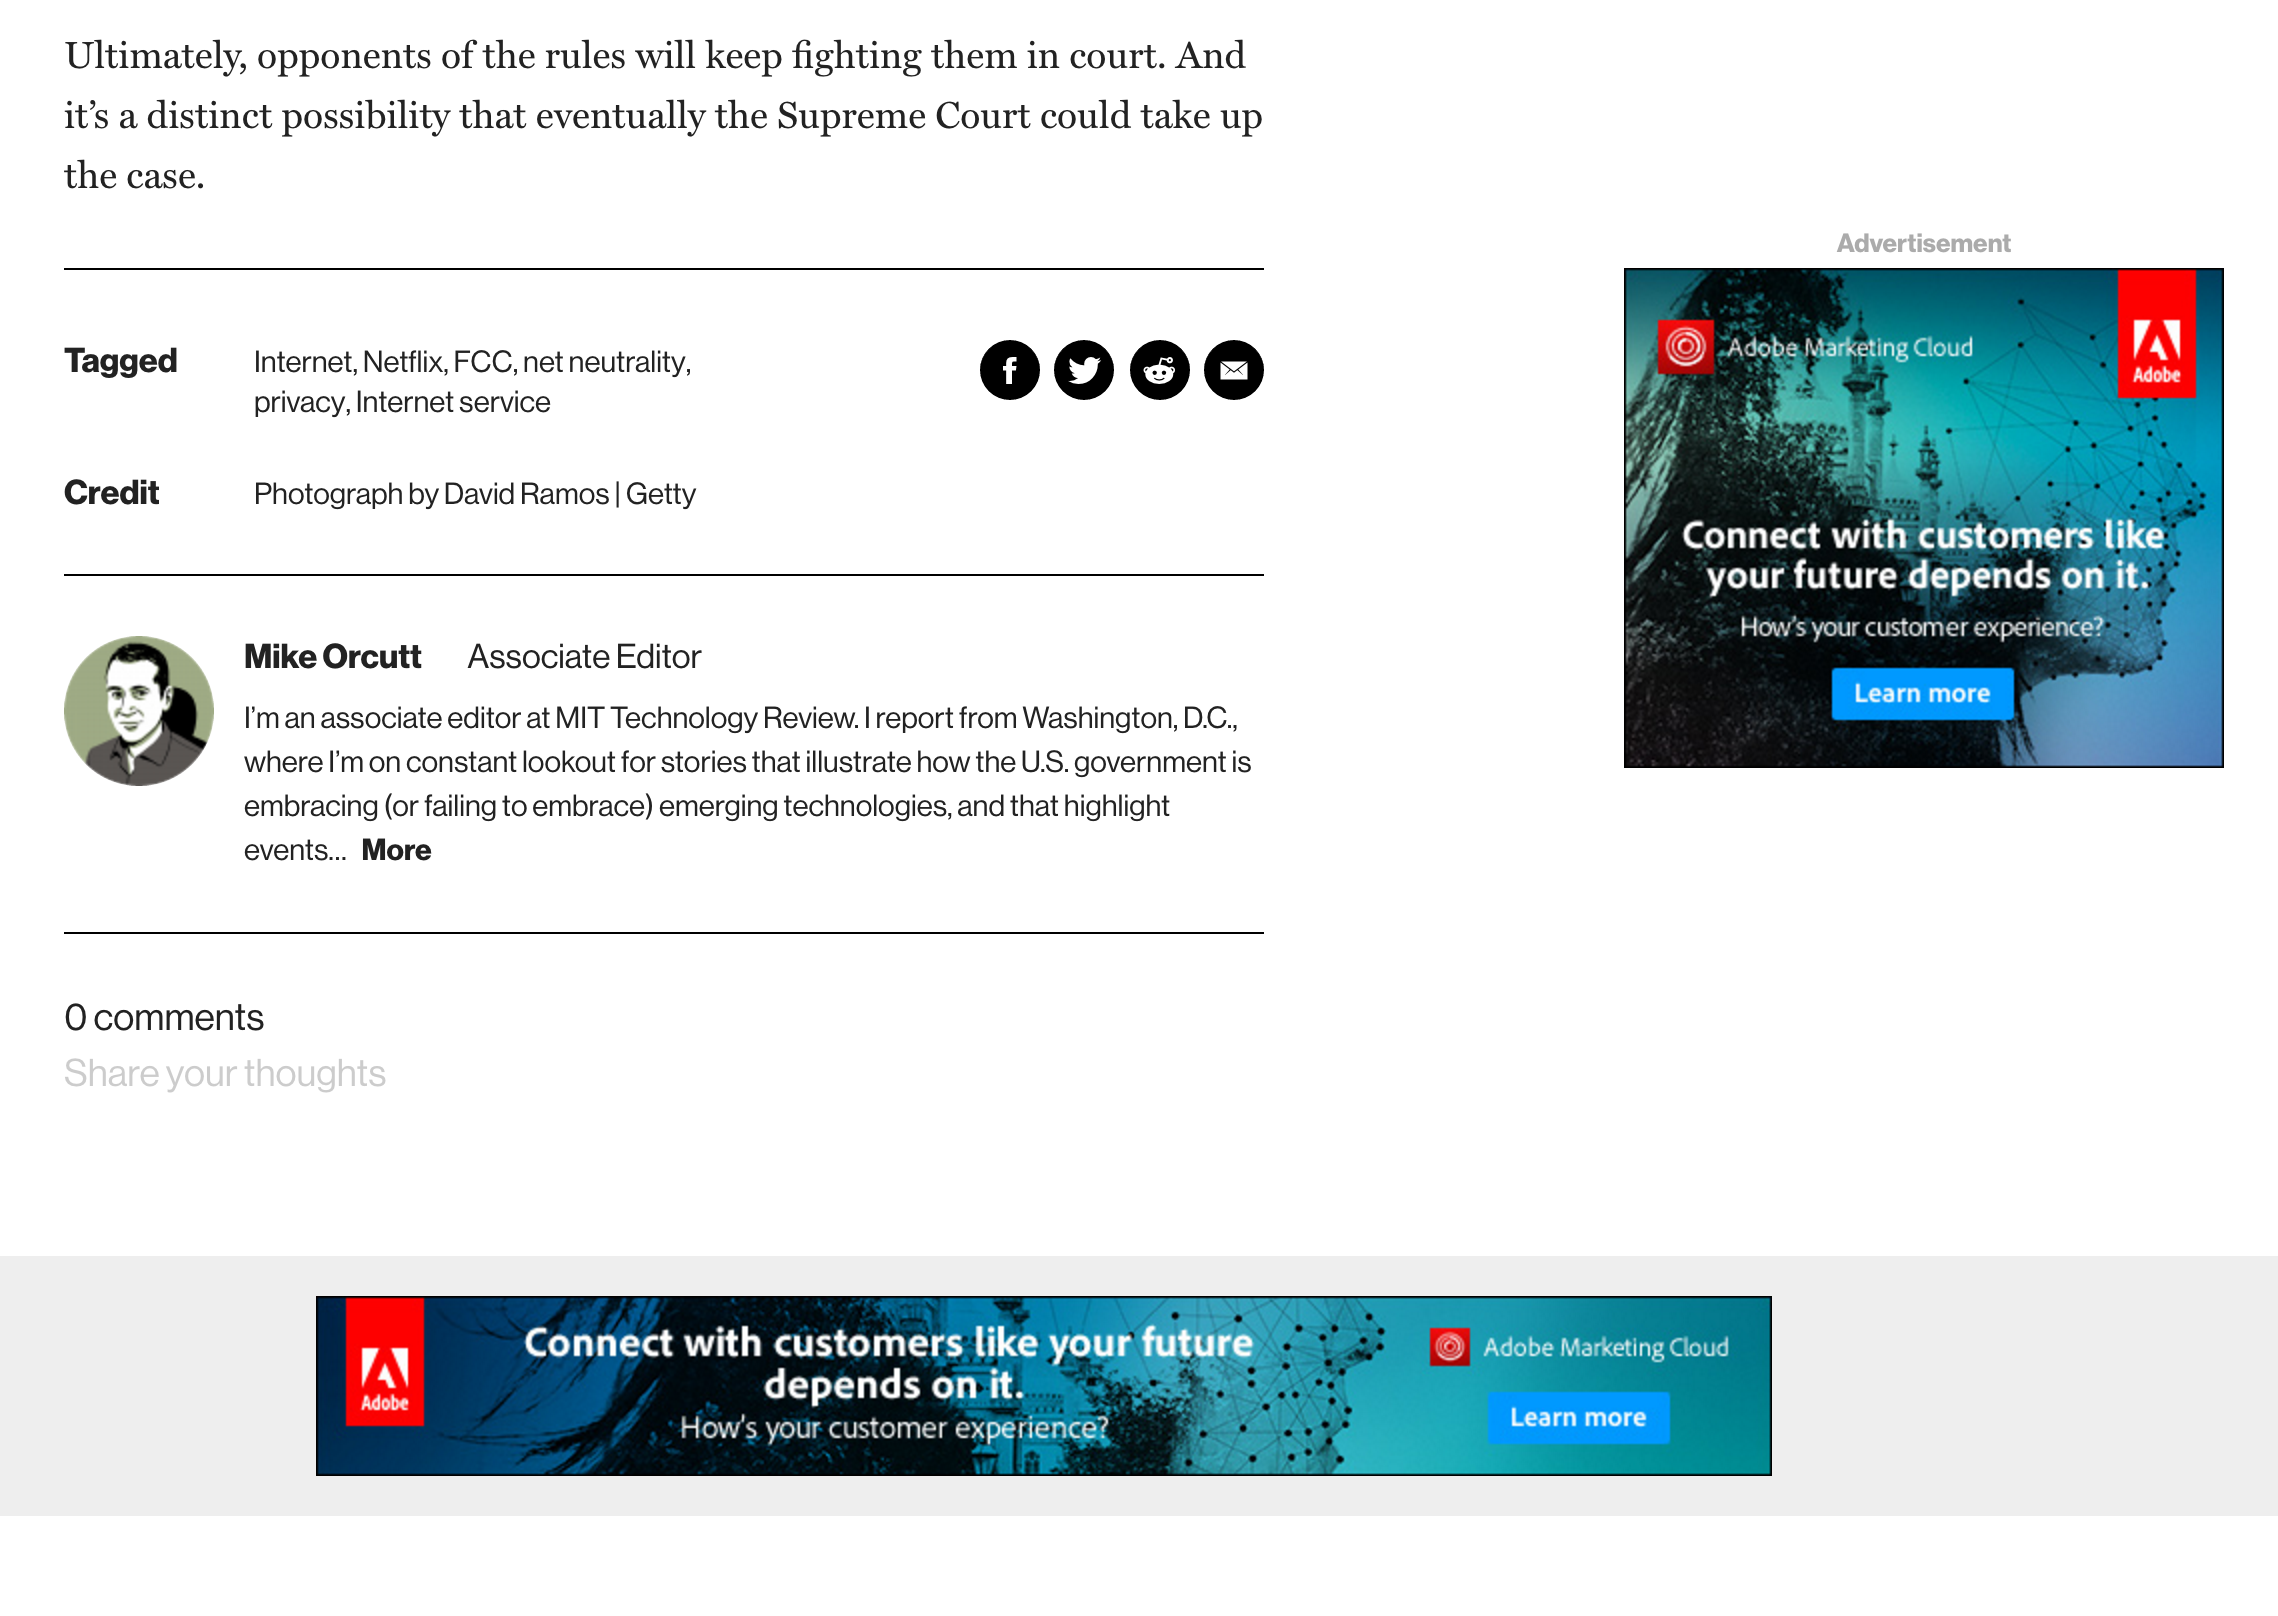 Ultimately, opponents of the rules will keep fighting them in court. And
it’s a distinct possibility that eventually the Supreme Court could take up
the case.
Tagged
Internet, Netflix, FCC, net neutrality,
privacy, Internet service
Credit
Photograph by David Ramos | Getty
Mike Orcutt Associate Editor
I’m an associate editor at MIT Technology Review. I report from Washington, D.C.,
where I’m on constant lookout for stories that illustrate how the U.S. government is
embracing (or failing to embrace) emerging technologies, and that highlight
events... More
0 comments
Share your thoughts
Advertisement
Adobe Marketing Cloud
Adobe
Connect with customers like
your future depends on it.
How's your customer experience?
Learn more
Adobe
Connect with customers like your future
depends on it.
How's your customer experience?
Adobe Marketing Cloud
Learn more